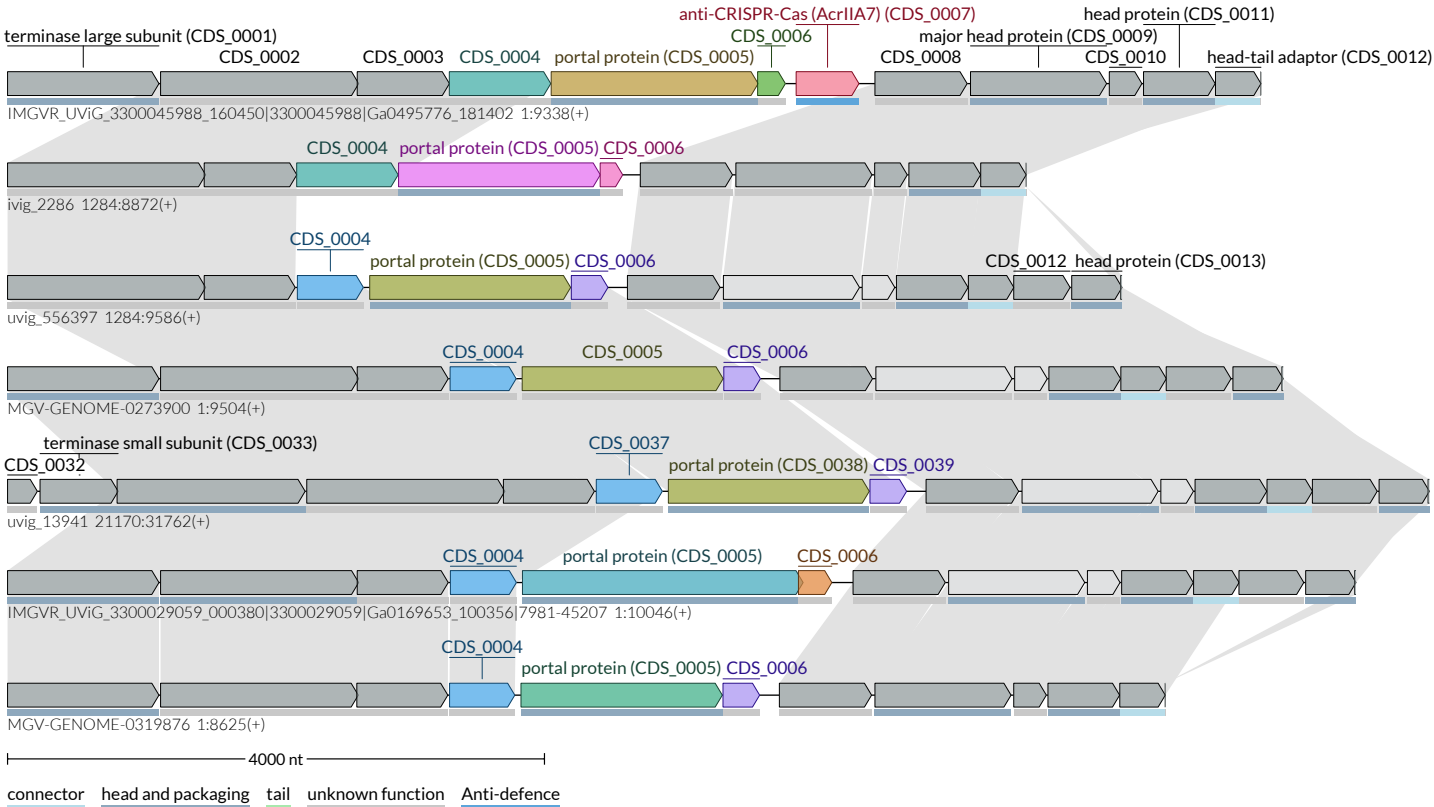 anti-CRISPR-Cas (AcrIIA7) (CDS_0007) head protein (CDS_0011)
terminase large subunit (CDS_0001) CDS_0006 major head protein (CDS_0009)
CDS_0002 CDS_0003 CDS_0004 portal protein (CDS_0005) CDS_0008 CDS_0010 head-tail adaptor (CDS_0012)
IMGVR_UViG_3300045988_160450|3300045988|Ga0495776_181402 1:9338(+)
CDS_0004 portal protein (CDS_0005) CDS_0006
ivig_2286 1284:8872(+)
CDS_0004
portal protein (CDS_0005) CDS_0006 CDS_0012 head protein (CDS_0013)
uvig_556397 1284:9586(+)
CDS_0004 CDS_0005 CDS_0006
MGV-GENOME-0273900 1:9504(+)
terminase small subunit (CDS_0033) CDS_0037
CDS_0032 portal protein (CDS_0038) CDS_0039
uvig_13941 21170:31762(+)
CDS_0004 portal protein (CDS_0005) CDS_0006
IMGVR_UViG_3300029059_000380|3300029059|Ga0169653_100356|7981-45207 1:10046(+)
CDS_0004
portal protein (CDS_0005) CDS_0006
MGV-GENOME-0319876 1:8625(+)
4000 nt
connector head and packaging tail unknown function Anti-defence